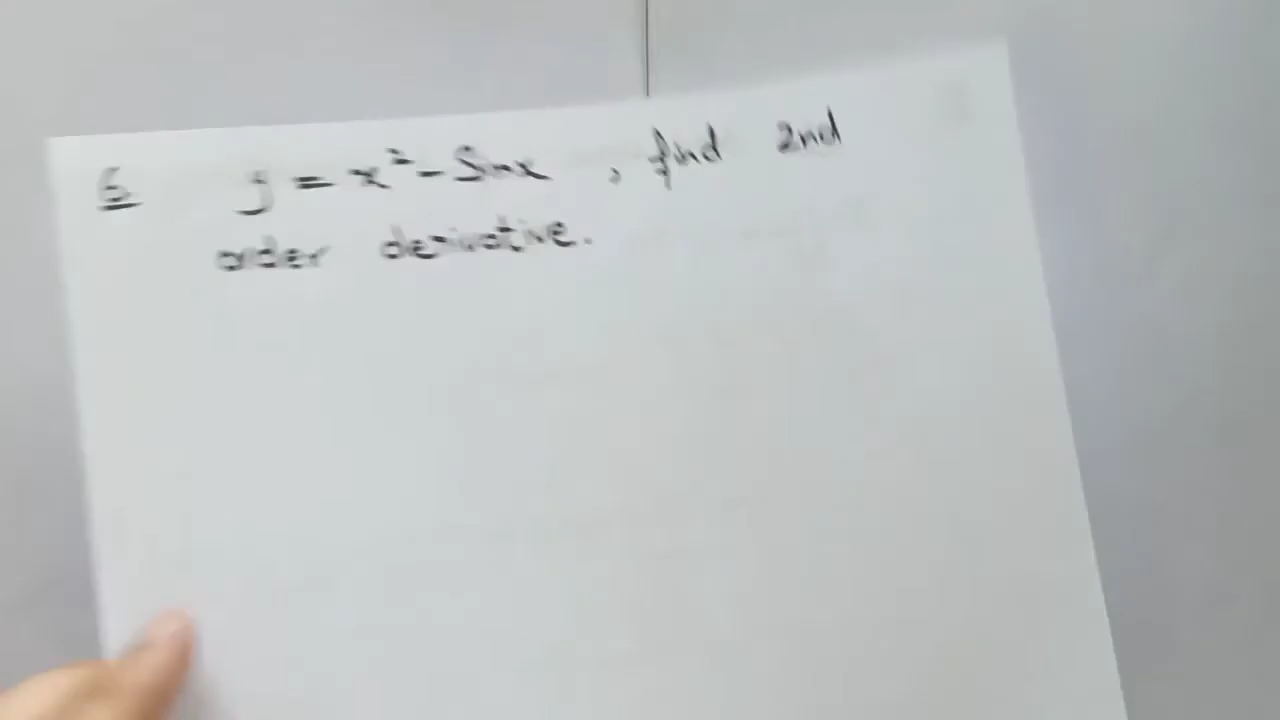 6 y = x² - Sinx , find 2nd
order derivative.